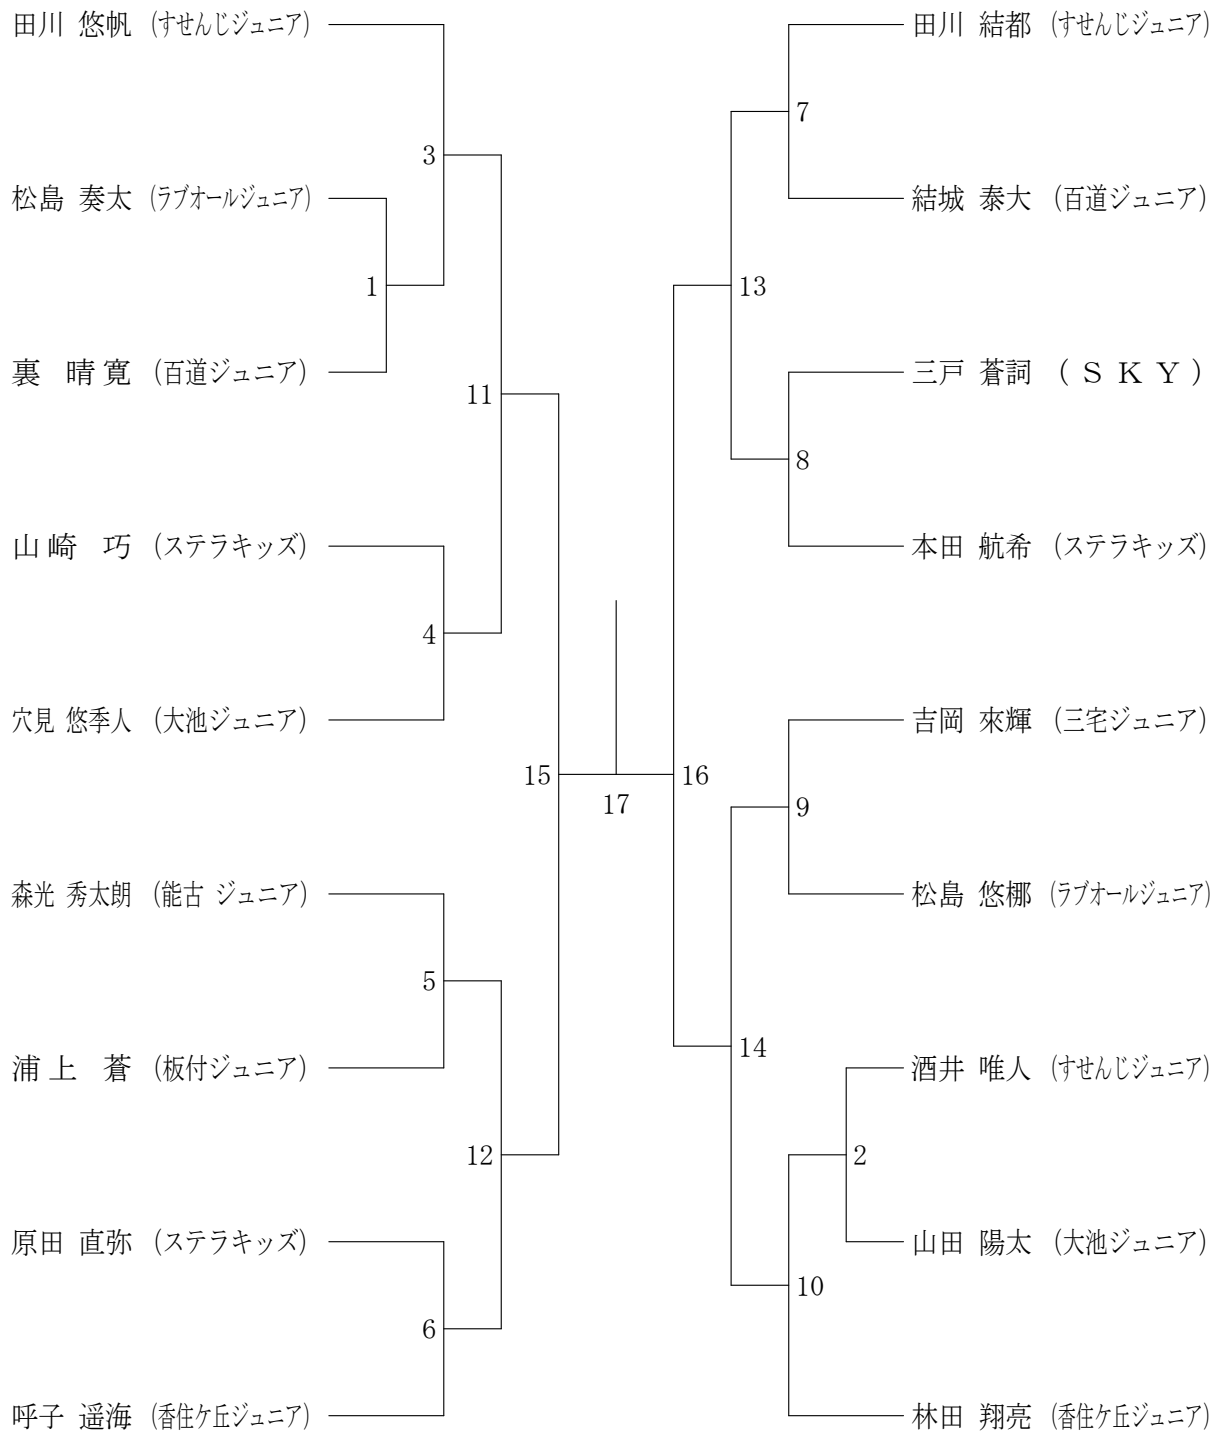 田川 悠帆 (すせんじジュニア)
3
松島 奏太 (ラブオールジュニア)
1
裏 晴寛 (百道ジュニア)
11
山崎 巧 (ステラキッズ)
4
穴見 悠季人 (大池ジュニア)
15
17
森光 秀太朗 (能古 ジュニア)
5
浦上 蒼 (板付ジュニア)
12
原田 直弥 (ステラキッズ)
6
呼子 遥海 (香住ケ丘ジュニア)
田川 結都 (すせんじジュニア)
7
結城 泰大 (百道ジュニア)
13
三戸 蒼詞 (ＳＫＹ)
8
本田 航希 (ステラキッズ)
吉岡 來輝 (三宅ジュニア)
16
9
松島 悠梛 (ラブオールジュニア)
14
酒井 唯人 (すせんじジュニア)
2
山田 陽太 (大池ジュニア)
10
林田 翔亮 (香住ケ丘ジュニア)